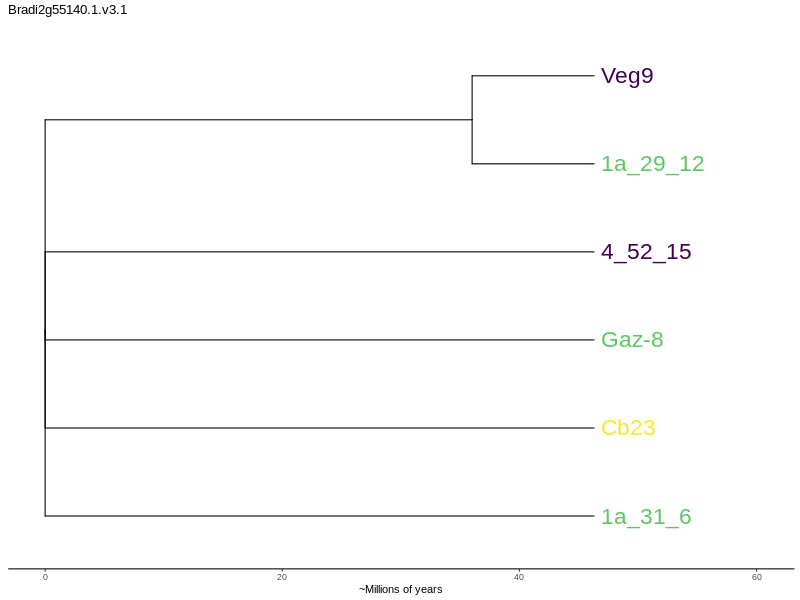 Bradi2g55140.1.v3.1
Veg9
1a_29_12
4_52_15
Gaz-8
Cb23
1a_31_6
0 20 40 60
~Millions of years